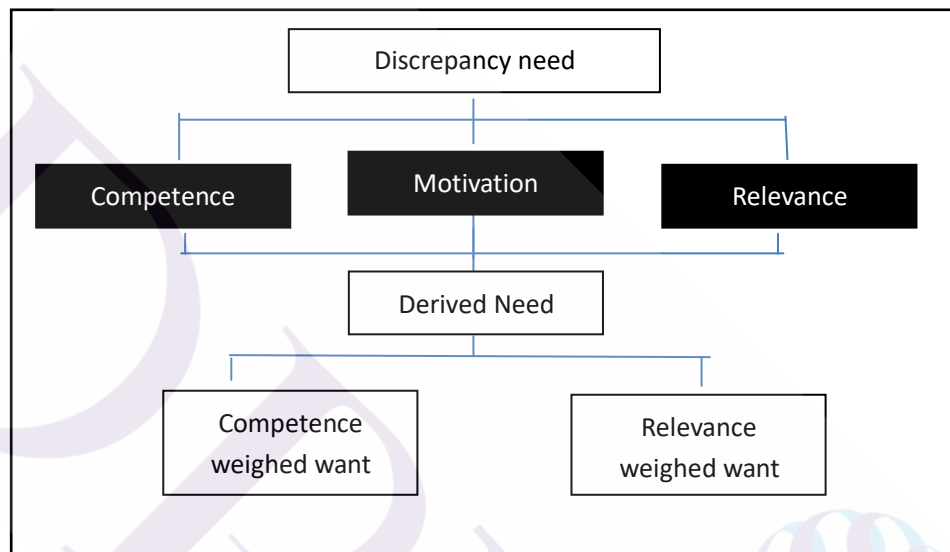 Discrepancy need
Competence
Motivation
Relevance
Derived Need
Competence
weighed want
Relevance
weighed want